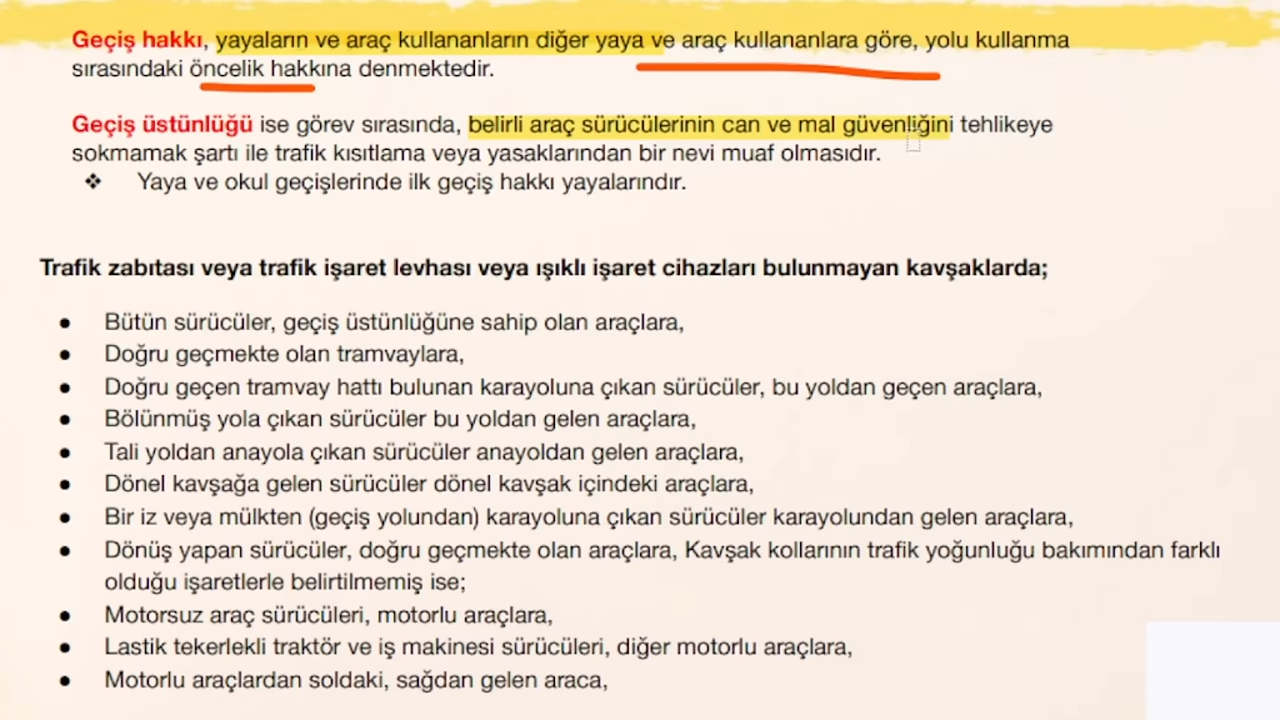 Geçiş hakkı, yayaların ve araç kullananların diğer yaya ve araç kullananlara göre, yolu kullanma
sırasındaki öncelik hakkına denmektedir.
Geçiş üstünlüğü ise görev sırasında, belirli araç sürücülerinin can ve mal güvenliğini tehlikeye
sokmamak şartı ile trafik kısıtlama veya yasaklarından bir nevi muaf olmasıdır.
❖ Yaya ve okul geçişlerinde ilk geçiş hakkı yayalarındır.
Trafik zabıtası veya trafik işaret levhası veya ışıklı işaret cihazları bulunmayan kavşaklarda;
● Bütün sürücüler, geçiş üstünlüğüne sahip olan araçlara,
● Doğru geçmekte olan tramvaylara,
● Doğru geçen tramvay hattı bulunan karayoluna çıkan sürücüler, bu yoldan geçen araçlara,
● Bölünmüş yola çıkan sürücüler bu yoldan gelen araçlara,
● Tali yoldan anayola çıkan sürücüler anayoldan gelen araçlara,
● Dönel kavşağa gelen sürücüler dönel kavşak içindeki araçlara,
● Bir iz veya mülkten (geçiş yolundan) karayoluna çıkan sürücüler karayolundan gelen araçlara,
● Dönüş yapan sürücüler, doğru geçmekte olan araçlara, Kavşak kollarının trafik yoğunluğu bakımından farklı
olduğu işaretlerle belirtilmemiş ise;
● Motorsuz araç sürücüleri, motorlu araçlara,
● Lastik tekerlekli traktör ve iş makinesi sürücüleri, diğer motorlu araçlara,
● Motorlu araçlardan soldaki, sağdan gelen araca,